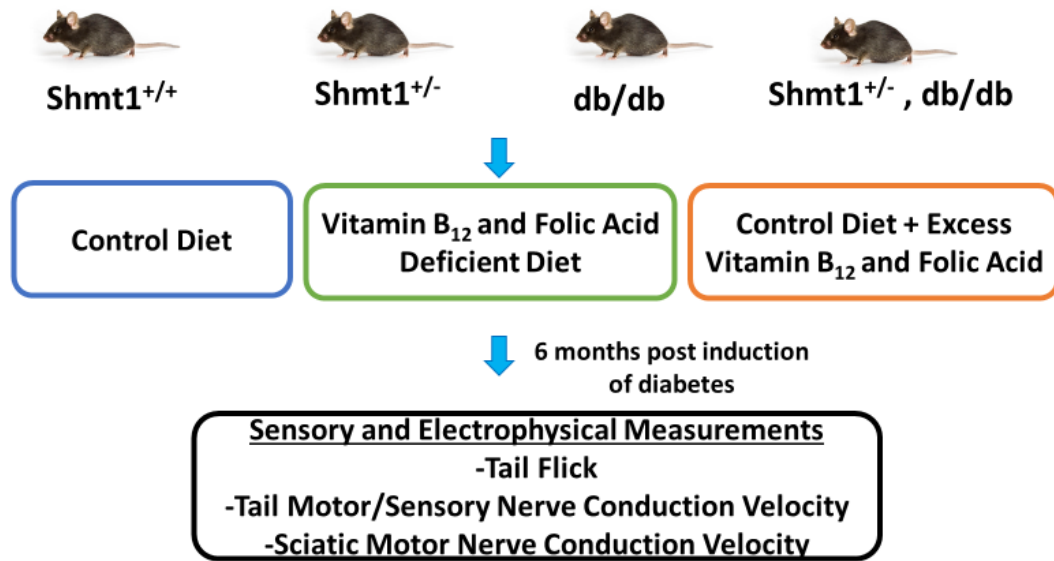 Shmt1+/+
Shmt1+/-
db/db
Shmt1+/- , db/db
Control Diet
Vitamin B12 and Folic Acid
Deficient Diet
Control Diet + Excess
Vitamin B12 and Folic Acid
6 months post induction
of diabetes
Sensory and Electrophysical Measurements
-Tail Flick
-Tail Motor/Sensory Nerve Conduction Velocity
-Sciatic Motor Nerve Conduction Velocity